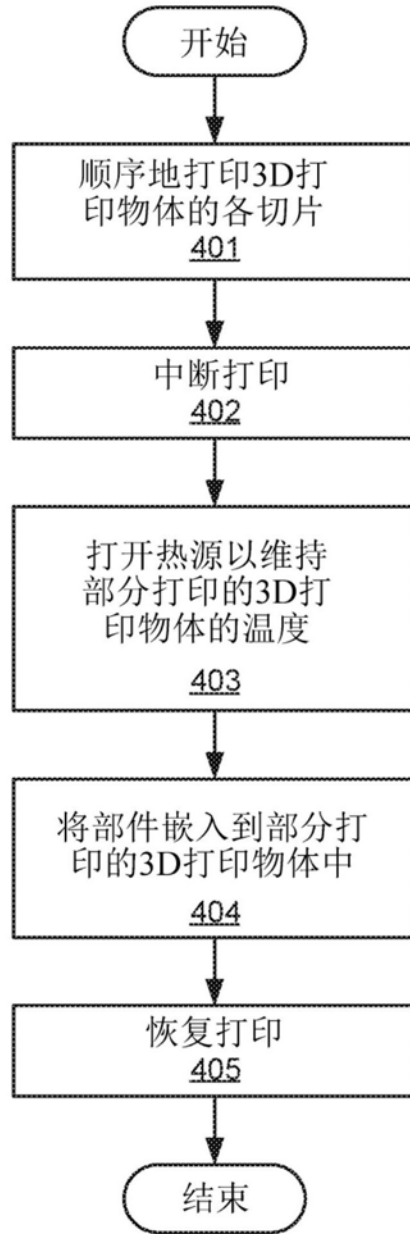 开始
顺序地打印3D打
印物体的各切片
401
中断打印
402
打开热源以维持
部分打印的3D打
印物体的温度
403
将部件嵌入到部分打
印的3D打印物体中
404
恢复打印
405
结束